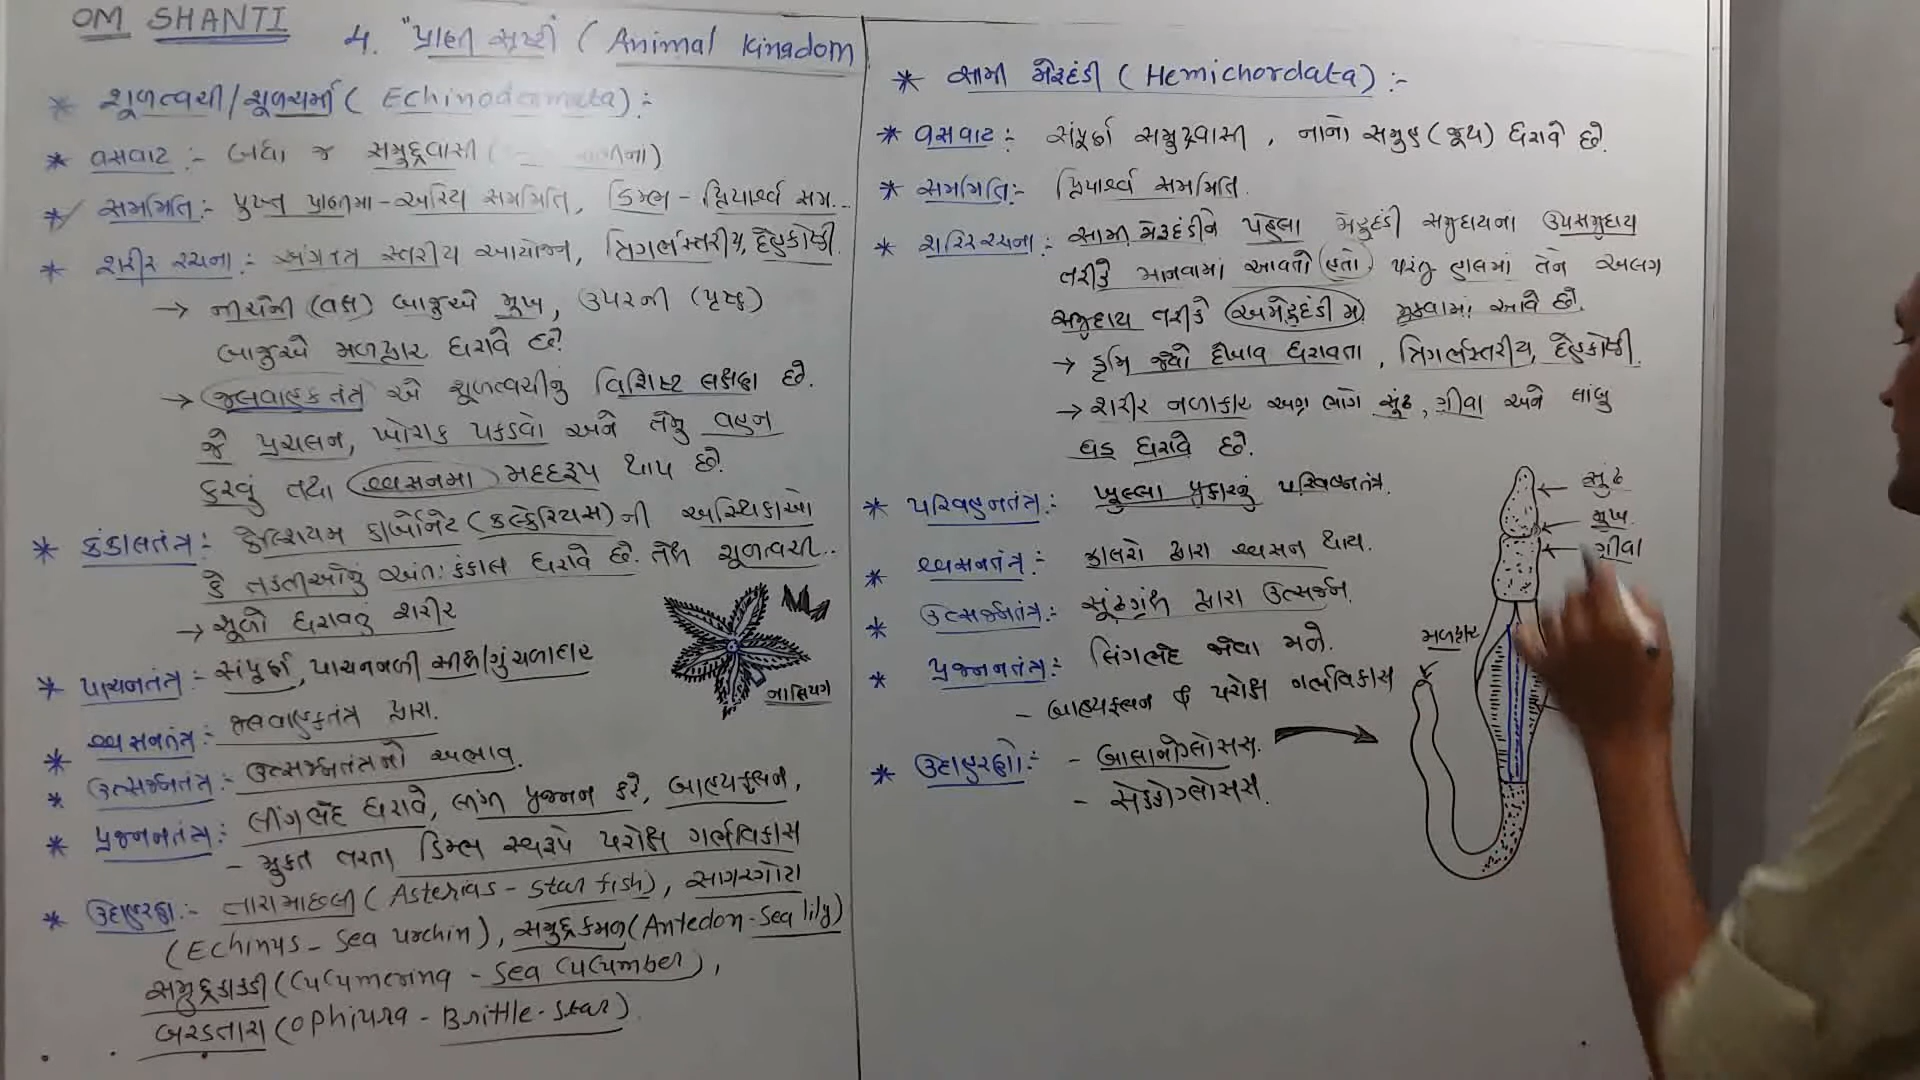 OM SHANTI
4. "પ્રાણી સૃષ્ટી (Animal Kingdom
* શૂળત્વચી/શૂળચર્મી (Echinodermata):-
* વસવાટ :- બધા જ સમુદ્રવાસી (
* સમમિતિ :- પુખ્ત પ્રાણીમા - અરિય સમમિતિ, ડિમ્ભ - દ્વિપાર્શ્વ સમ...
* શરીર રચના :- અંગતત્ર સ્તરીય આયોજન, ત્રિગર્ભસ્તરીય, દેહકોષ્ઠી.
→ નીચેની (વક્ષ) બાજુએ મુખ, ઉપરની (પૃષ્ઠ)
બાજુએ મળદ્વાર ધરાવે છે.
→ જલવાહકતંત્ર એ શૂળત્વચીનું વિશિષ્ટ લક્ષણ છે.
જે પ્રચલન, ખોરાક પકડવો અને તેનુ વહન
કરવું તથા શ્વસનમા મદદરૂપ થાય છે.
* કંકાલતંત્ર :- કેલ્શિયમ કાર્બોનેટ (કેલ્કેરિયસ) ની અસ્થિકાઓ
કે તકતીઓનું અંતઃકંકાલ ધરાવે છે. તેથી શૂળત્વચી..
→ શૂળો ધરાવતુ શરીર
* પાચનતંત્ર :- સંપૂર્ણ, પાચનનળી સીધી/ગુંચળાદાર
નાસિયગે
* શ્વસનતંત્ર :- જલવાહકતંત્ર દ્વારા.
* ઉત્સર્જનતંત્ર :- ઉત્સર્જનતંત્રનો અભાવ.
* પ્રજનનતંત્ર :- લીંગભેદ ધરાવે, લીંગી પ્રજનન કરે, બાહ્યફલન,
- મુક્ત તરતા ડિમ્ભ સ્વરૂપે પરોક્ષ ગર્ભવિકાસ
* ઉદાહરણ :- તારામાછલી (Asterias - Star fish), સાગરગોટા
(Echinus - Sea urchin), સમુદ્રકમળ (Antedon - Sea lily)
સમુદ્રકાકડી (Cucumering - Sea Cucumber),
બરડતારા (Ophiura - Brittle - Star)
* સામી મેરૂદંડી (Hemichordata) :-
* વસવાટ :- સંપૂર્ણ સમુદ્રવાસી, નાનો સમુહ (જૂથ) ધરાવે છે.
* સમમિતિ :- દ્વિપાર્શ્વ સમમિતિ.
* શરિરરચના :- સામી મેરૂદંડીને પહેલા મેરૂદંડી સમુદાયના ઉપસમુદાય
તરીકે માનવામાં આવતો હતો પરંતુ હાલમાં તેને અલગ
સમુદાય તરીકે અમેરૂદંડીમાં મૂકવામાં આવે છે.
→ કૃમિ જેવો દેખાવ ધરાવતા, ત્રિગર્ભસ્તરીય, દેહકોષ્ઠી.
→ શરીર નળાકાર અગ્ર ભાગે સૂંઢ, ગ્રીવા અને લાંબુ
ધડ ધરાવે છે.
* પરિવહનતંત્ર :- ખુલ્લા પ્રકારનું પરિવહનતંત્ર.
* શ્વસનતંત્ર :- ઝાલરો દ્વારા શ્વસન થાય.
* ઉત્સર્જનતંત્ર :- સૂંઢગ્રંથી દ્વારા ઉત્સર્જન.
* પ્રજનનતંત્ર :- લિંગભેદ જોવા મળે.
- બાહ્યફલન & પરોક્ષ ગર્ભવિકાસ
* ઉદાહરણો :- - બાલાનોગ્લોસસ.
- સેકોગ્લોસસ.
સૂંઢ
મુખ
ગ્રીવા
મળદ્વાર